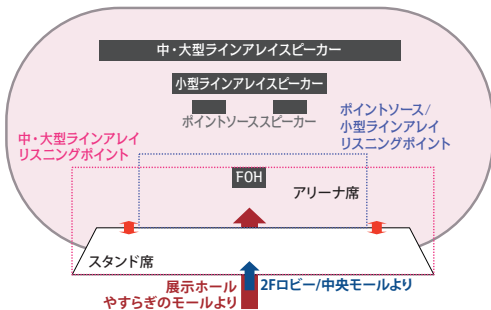 中・大型ラインアレイスピーカー
小型ラインアレイスピーカー
ポイントソーススピーカー
ポイントソース/
小型ラインアレイ
リスニングポイント
中・大型ラインアレイ
リスニングポイント
FOH
アリーナ席
スタンド席
2Fロビー/中央モールより
展示ホール
やすらぎのモールより